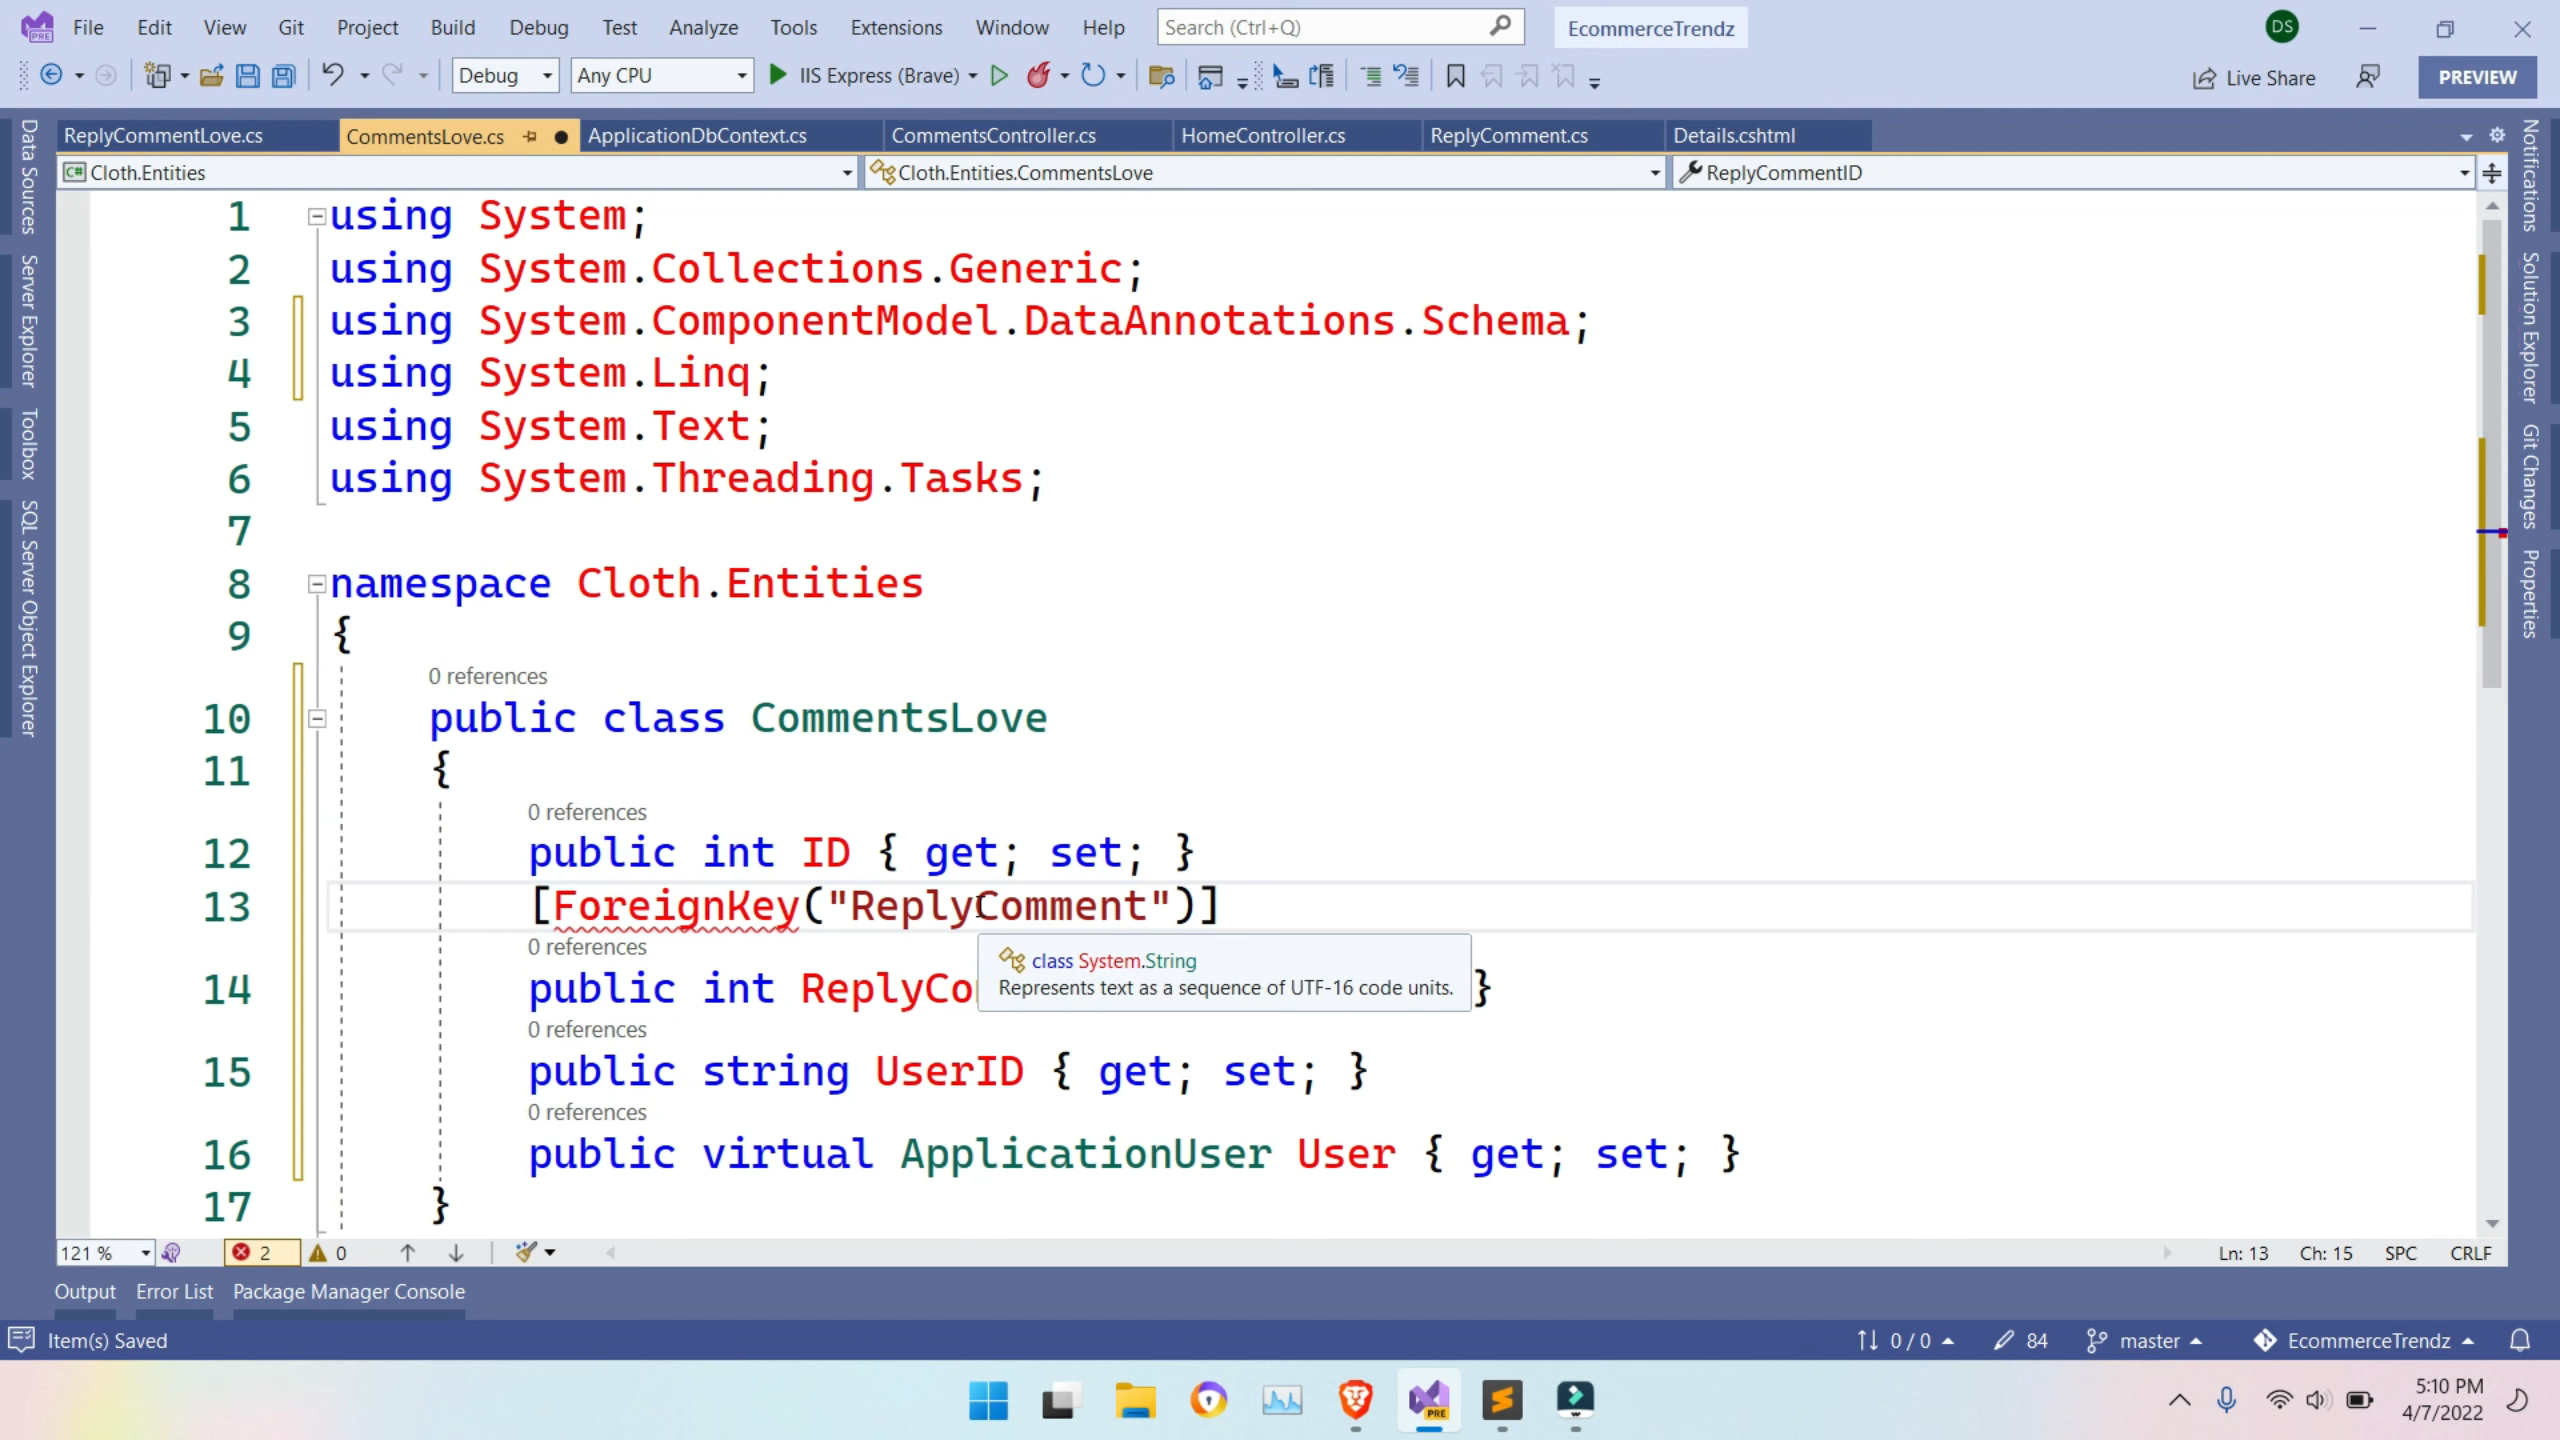 File Edit View Git Project Build Debug Test Analyze Tools Extensions Window Help Search (Ctrl+Q) EcommerceTrendz DS
Debug Any CPU IIS Express (Brave) Live Share PREVIEW
ReplyCommentLove.cs CommentsLove.cs ApplicationDbContext.cs CommentsController.cs HomeController.cs ReplyComment.cs Details.cshtml
Cloth.Entities Cloth.Entities.CommentsLove ReplyCommentID
Data Sources
Server Explorer
Toolbox
SQL Server Object Explorer
1 using System;
2 using System.Collections.Generic;
3 using System.ComponentModel.DataAnnotations.Schema;
4 using System.Linq;
5 using System.Text;
6 using System.Threading.Tasks;
7
8 namespace Cloth.Entities
9 {
0 references
10 public class CommentsLove
11 {
0 references
12 public int ID { get; set; }
13 [ForeignKey("ReplyComment")]
0 references
class System.String
Represents text as a sequence of UTF-16 code units.
14 public int ReplyCo }
0 references
15 public string UserID { get; set; }
0 references
16 public virtual ApplicationUser User { get; set; }
17 }
Notifications
Solution Explorer
Git Changes
Properties
121 % 2 0 Ln: 13 Ch: 15 SPC CRLF
Output Error List Package Manager Console
Item(s) Saved 0 / 0 84 master EcommerceTrendz
PRE
5:10 PM
4/7/2022